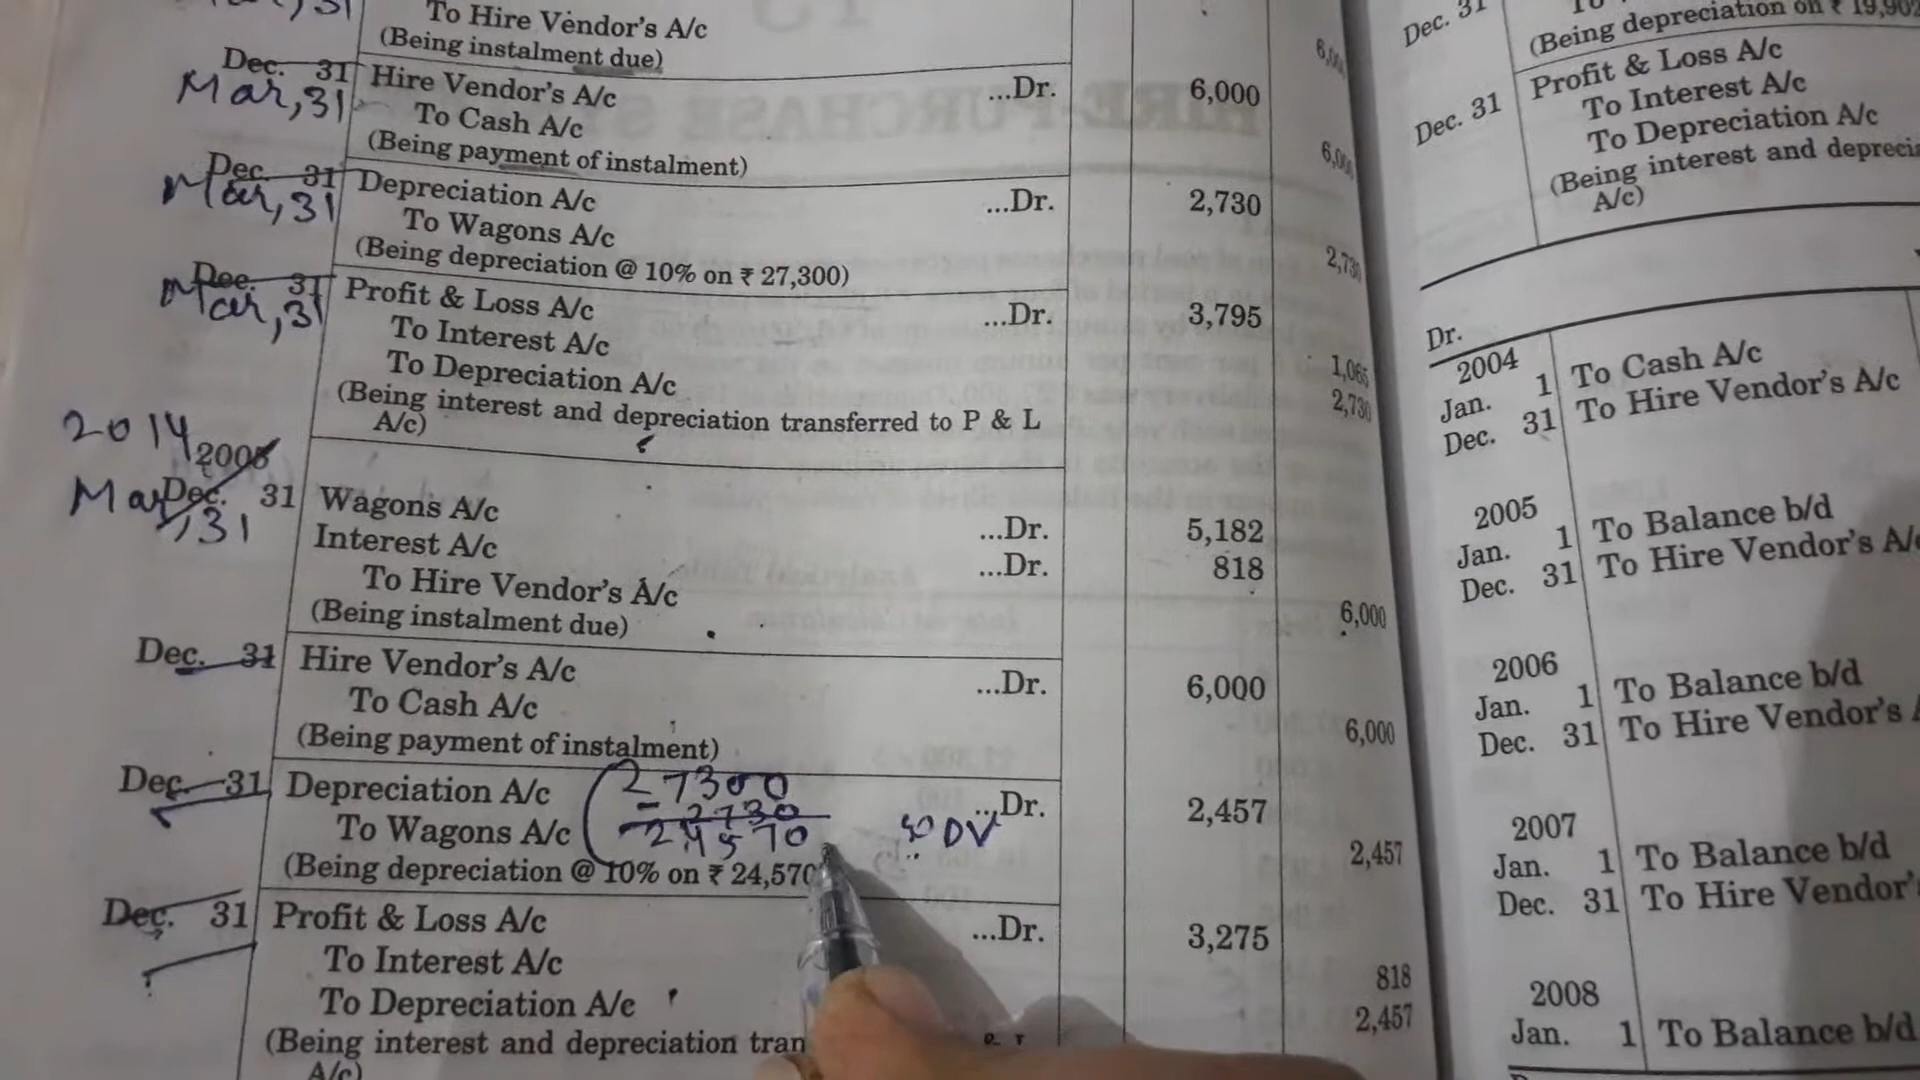 To Hire Vendor's A/c
(Being instalment due)
Dec. 31 Hire Vendor's A/c ...Dr. 6,000
Mar, 31
To Cash A/c 6,000
(Being payment of instalment)
Dec. 31 Depreciation A/c ...Dr. 2,730
Mar, 31
To Wagons A/c 2,730
(Being depreciation @ 10% on ₹ 27,300)
Dec. 31 Profit & Loss A/c ...Dr. 3,795
Mar, 31
To Interest A/c 1,065
To Depreciation A/c 2,730
(Being interest and depreciation transferred to P & L
A/c)
2014
Dec. 31 Wagons A/c ...Dr. 5,182
Mar, 31
Interest A/c ...Dr. 818
To Hire Vendor's A/c 6,000
(Being instalment due)
Dec. 31 Hire Vendor's A/c ...Dr. 6,000
To Cash A/c 6,000
(Being payment of instalment)
Dec. 31 Depreciation A/c ...Dr. 2,457
27300
- 2730
24570
To Wagons A/c 2,457
(Being depreciation @ 10% on ₹ 24,570
Dec. 31 Profit & Loss A/c ...Dr. 3,275
To Interest A/c 818
To Depreciation A/c 2,457
(Being interest and depreciation tran
A/c)
Dec. 31
(Being depreciation on ₹ 19,902
Dec. 31 Profit & Loss A/c
To Interest A/c
To Depreciation A/c
(Being interest and
A/c)
Dr.
2004
Jan. 1 To Cash A/c
Dec. 31 To Hire Vendor's A/c
2005
Jan. 1 To Balance b/d
Dec. 31 To Hire Vendor's A/c
2006
Jan. 1 To Balance b/d
Dec. 31 To Hire Vendor's
2007
Jan. 1 To Balance b/d
Dec. 31 To Hire Vendor's
2008
Jan. 1 To Balance b/d